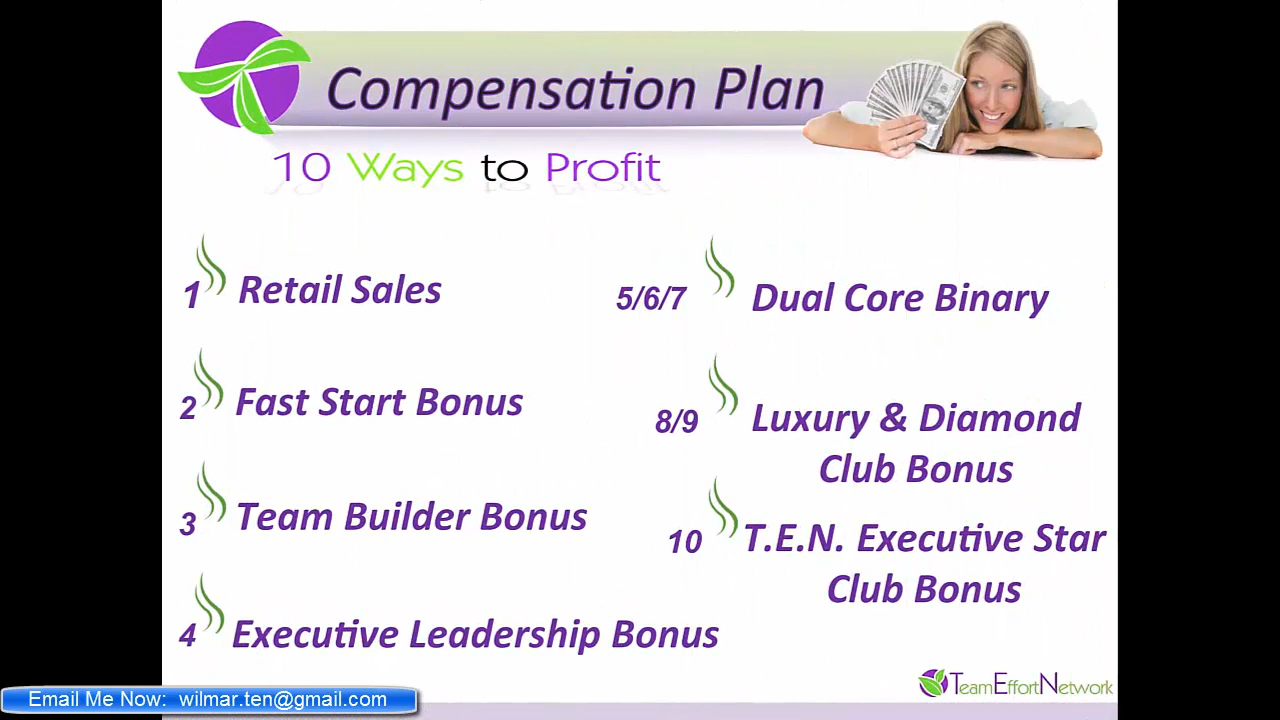 Compensation Plan
10 Ways to Profit
1 Retail Sales
2 Fast Start Bonus
3 Team Builder Bonus
4 Executive Leadership Bonus
5/6/7 Dual Core Binary
8/9 Luxury & Diamond
Club Bonus
10 T.E.N. Executive Star
Club Bonus
TeamEffortNetwork
Email Me Now: wilmar.ten@gmail.com